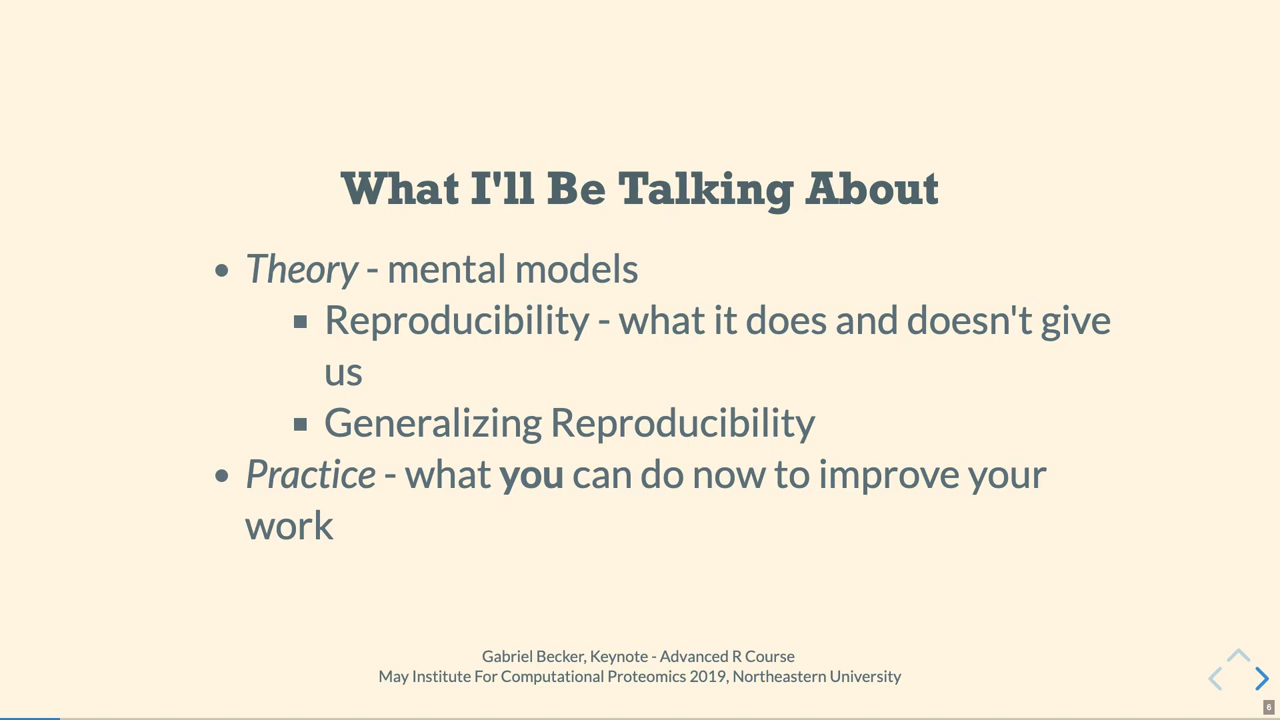 What I'll Be Talking About
• Theory - mental models
▪ Reproducibility - what it does and doesn't give
us
▪ Generalizing Reproducibility
• Practice - what you can do now to improve your
work
Gabriel Becker, Keynote - Advanced R Course
May Institute For Computational Proteomics 2019, Northeastern University
6